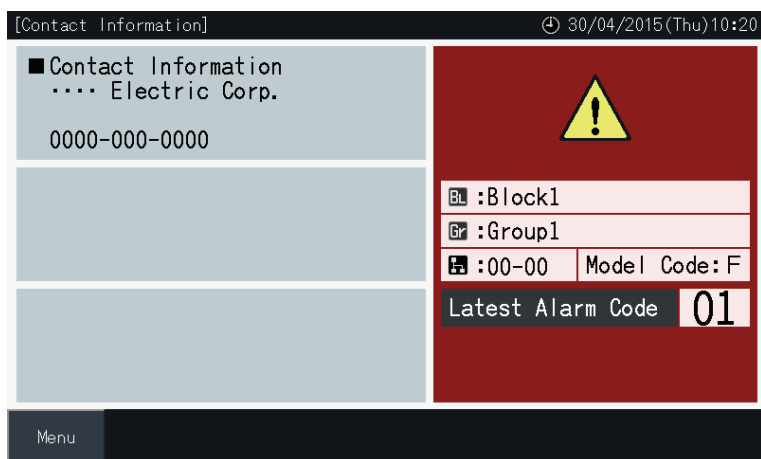 [Contact Information]
30/04/2015(Thu)10:20
■Contact Information
···· Electric Corp.
0000-000-0000
BL :Block1
Gr :Group1
:00-00 Model Code:F
Latest Alarm Code 01
Menu